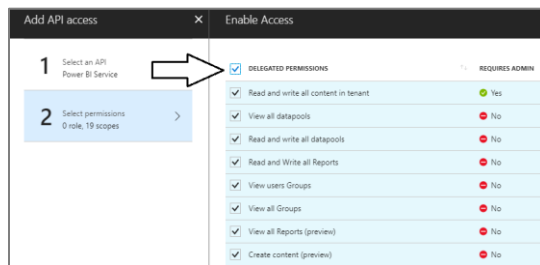 Add API access
Enable Access
1 Select an API
Power BI Service
2 Select permissions
0 role, 19 scopes
DELEGATED PERMISSIONS REQUIRES ADMIN
Read and write all content in tenant Yes
View all datapools No
Read and write all datapools No
Read and Write all Reports No
View users Groups No
View all Groups No
View all Reports (preview) No
Create content (preview) No